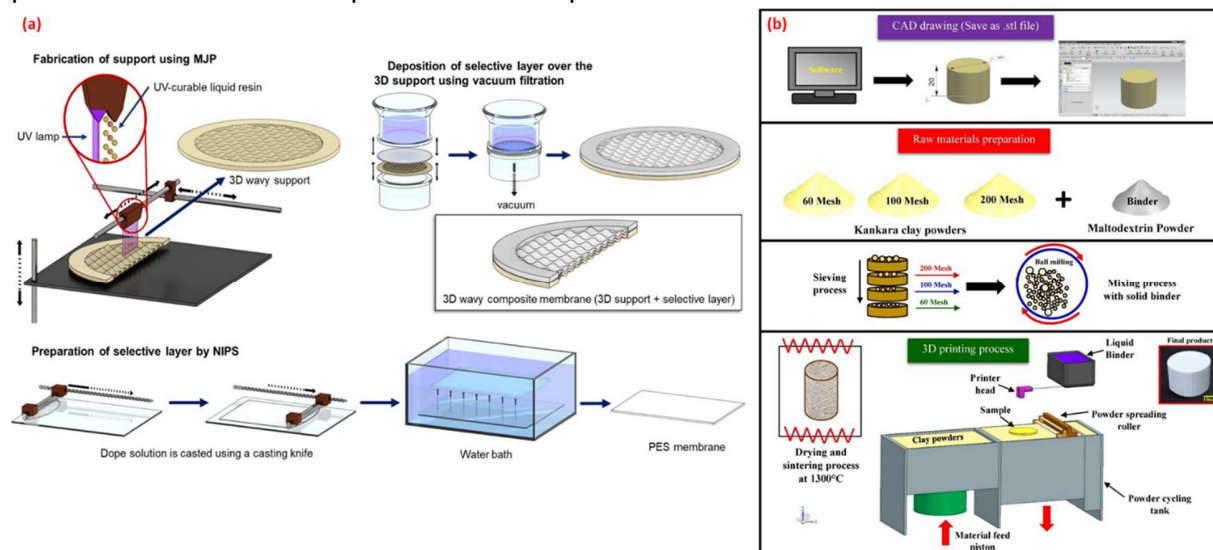 (a)
Fabrication of support using MJP
UV-curable liquid resin
UV lamp
3D wavy support
Deposition of selective layer over the
3D support using vacuum filtration
vacuum
3D wavy composite membrane (3D support + selective layer)
Preparation of selective layer by NIPS
Dope solution is casted using a casting knife
Water bath
PES membrane
(b)
CAD drawing (Save as .stl file)
Software
20
Raw materials preparation
60 Mesh
100 Mesh
200 Mesh
+
Binder
Kankara clay powders
Maltodextrin Powder
Sieving
process
200 Mesh
100 Mesh
60 Mesh
Ball milling
Mixing process
with solid binder
3D printing process
Liquid
Binder
Final product
Printer
head
Sample
Powder spreading
roller
Clay powders
Drying and
sintering process
at 1300°C
Powder cycling
tank
Material feed
piston